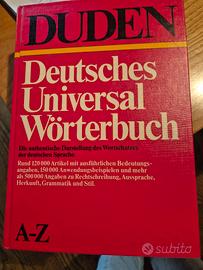 DUDEN
Deutsches
Universal
Wörterbuch
Die authentische Darstellung des Wortschatzes
der deutschen Sprache
Rund 120 000 Artikel mit ausführlichen Bedeutungs-
angaben, 150 000 Anwendungsbeispielen und mehr
als 500 000 Angaben zu Rechtschreibung, Aussprache,
Herkunft, Grammatik und Stil.
A-Z
subito